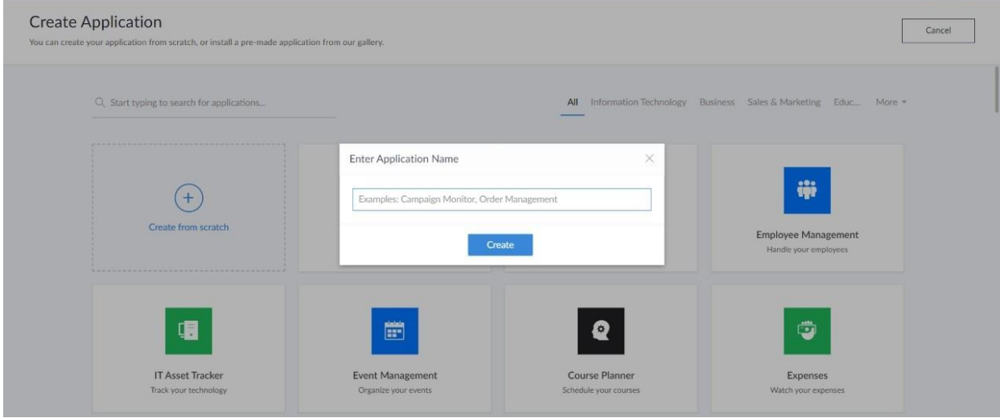 Create Application
You can create your application from scratch, or install a pre-made application from our gallery.
Cancel
Start typing to search for applications...
All Information Technology Business Sales & Marketing Educ... More
Enter Application Name
Examples: Campaign Monitor, Order Management
Create
Create from scratch
Employee Management
Handle your employees
IT Asset Tracker
Track your technology
Event Management
Organize your events
Course Planner
Schedule your courses
Expenses
Watch your expenses